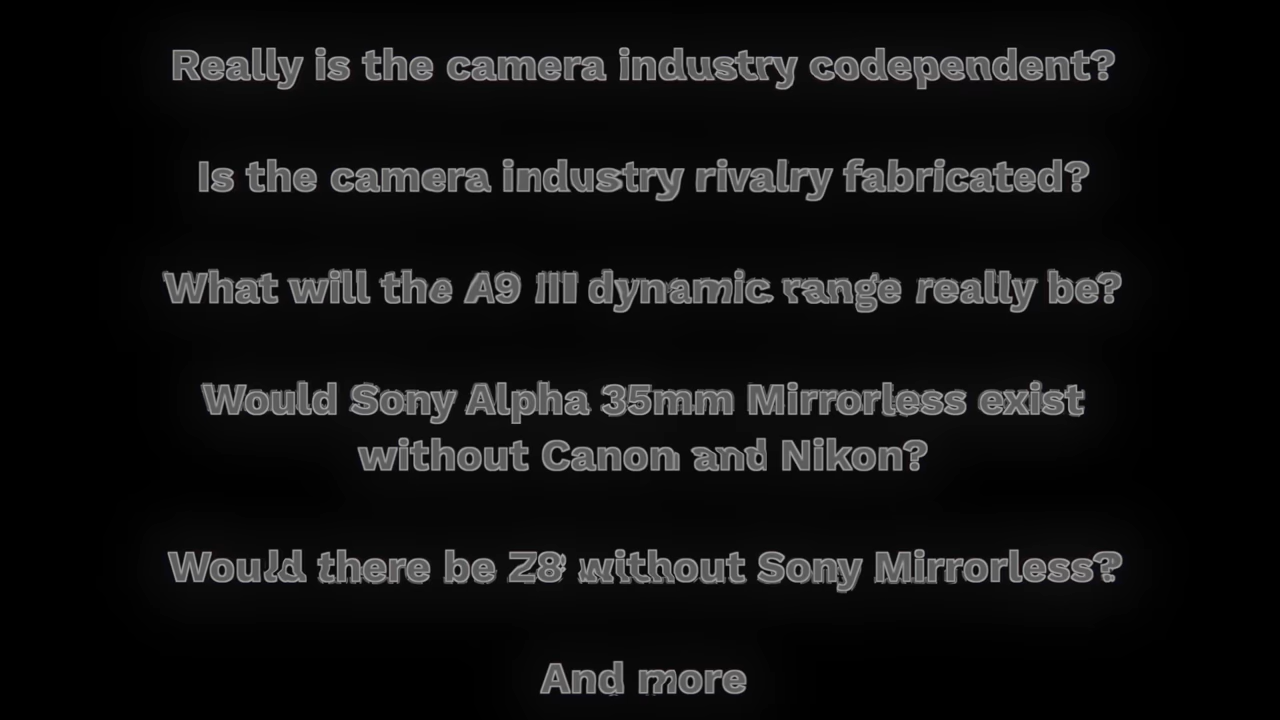 Really is the camera industry codependent?
Is the camera industry rivalry fabricated?
What will the A9 III dynamic range really be?
Would Sony Alpha 35mm Mirrorless exist
without Canon and Nikon?
Would there be Z8 without Sony Mirrorless?
And more